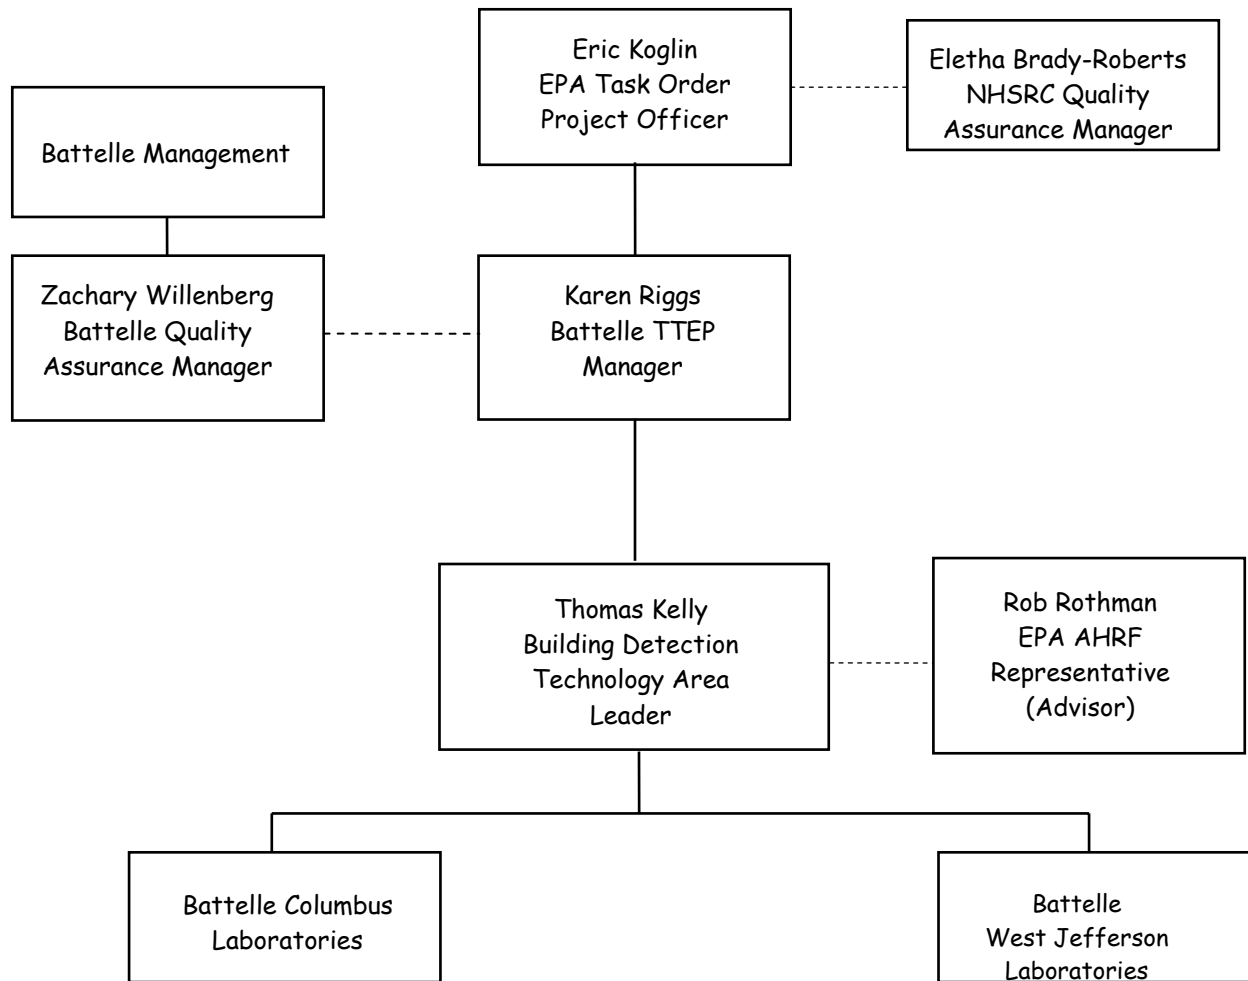 Eric Koglin
EPA Task Order
Project Officer
Eletha Brady-Roberts
NHSRC Quality
Assurance Manager
Battelle Management
Zachary Willenberg
Battelle Quality
Assurance Manager
Karen Riggs
Battelle TTEP
Manager
Thomas Kelly
Building Detection
Technology Area
Leader
Rob Rothman
EPA AHRF
Representative
(Advisor)
Battelle Columbus
Laboratories
Battelle
West Jefferson
Laboratories